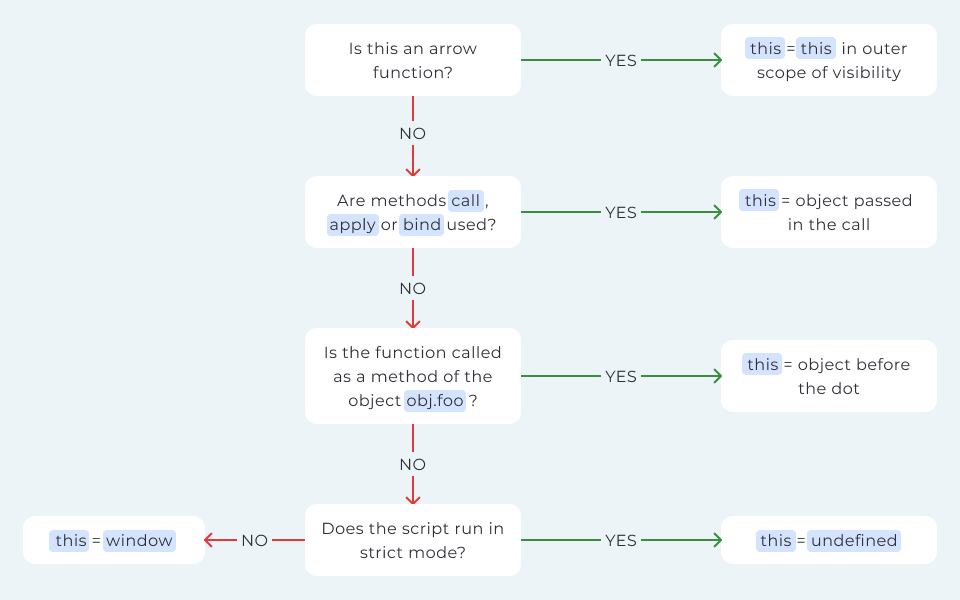 Is this an arrow
function?
YES
this = this in outer
scope of visibility
NO
Are methods call,
apply or bind used?
YES
this = object passed
in the call
NO
Is the function called
as a method of the
object obj.foo ?
YES
this = object before
the dot
NO
this = window
NO
Does the script run in
strict mode?
YES
this = undefined